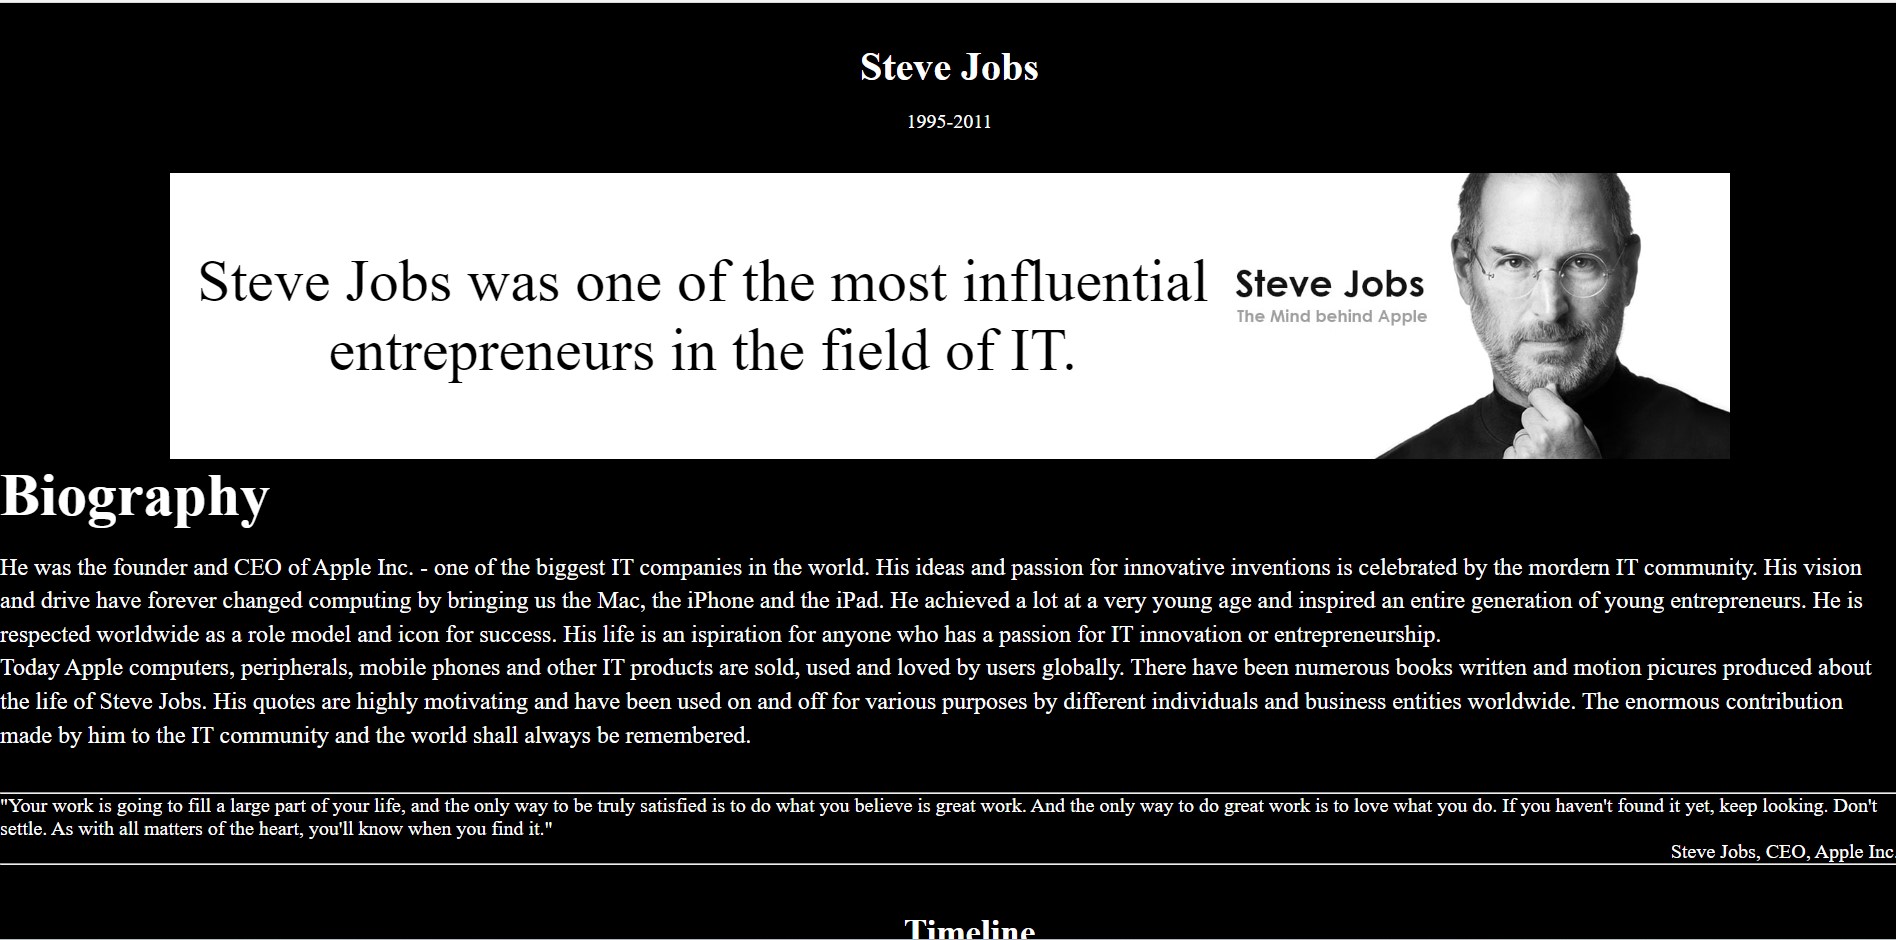 Steve Jobs
1995-2011
Steve Jobs was one of the most influential
entrepreneurs in the field of IT.
Steve Jobs
The Mind behind Apple
Biography
He was the founder and CEO of Apple Inc. - one of the biggest IT companies in the world. His ideas and passion for innovative inventions is celebrated by the mordern IT community. His vision
and drive have forever changed computing by bringing us the Mac, the iPhone and the iPad. He achieved a lot at a very young age and inspired an entire generation of young entrepreneurs. He is
respected worldwide as a role model and icon for success. His life is an ispiration for anyone who has a passion for IT innovation or entrepreneurship.
Today Apple computers, peripherals, mobile phones and other IT products are sold, used and loved by users globally. There have been numerous books written and motion picures produced about
the life of Steve Jobs. His quotes are highly motivating and have been used on and off for various purposes by different individuals and business entities worldwide. The enormous contribution
made by him to the IT community and the world shall always be remembered.
"Your work is going to fill a large part of your life, and the only way to be truly satisfied is to do what you believe is great work. And the only way to do great work is to love what you do. If you haven't found it yet, keep looking. Don't
settle. As with all matters of the heart, you'll know when you find it."
Steve Jobs, CEO, Apple Inc.
Timeline